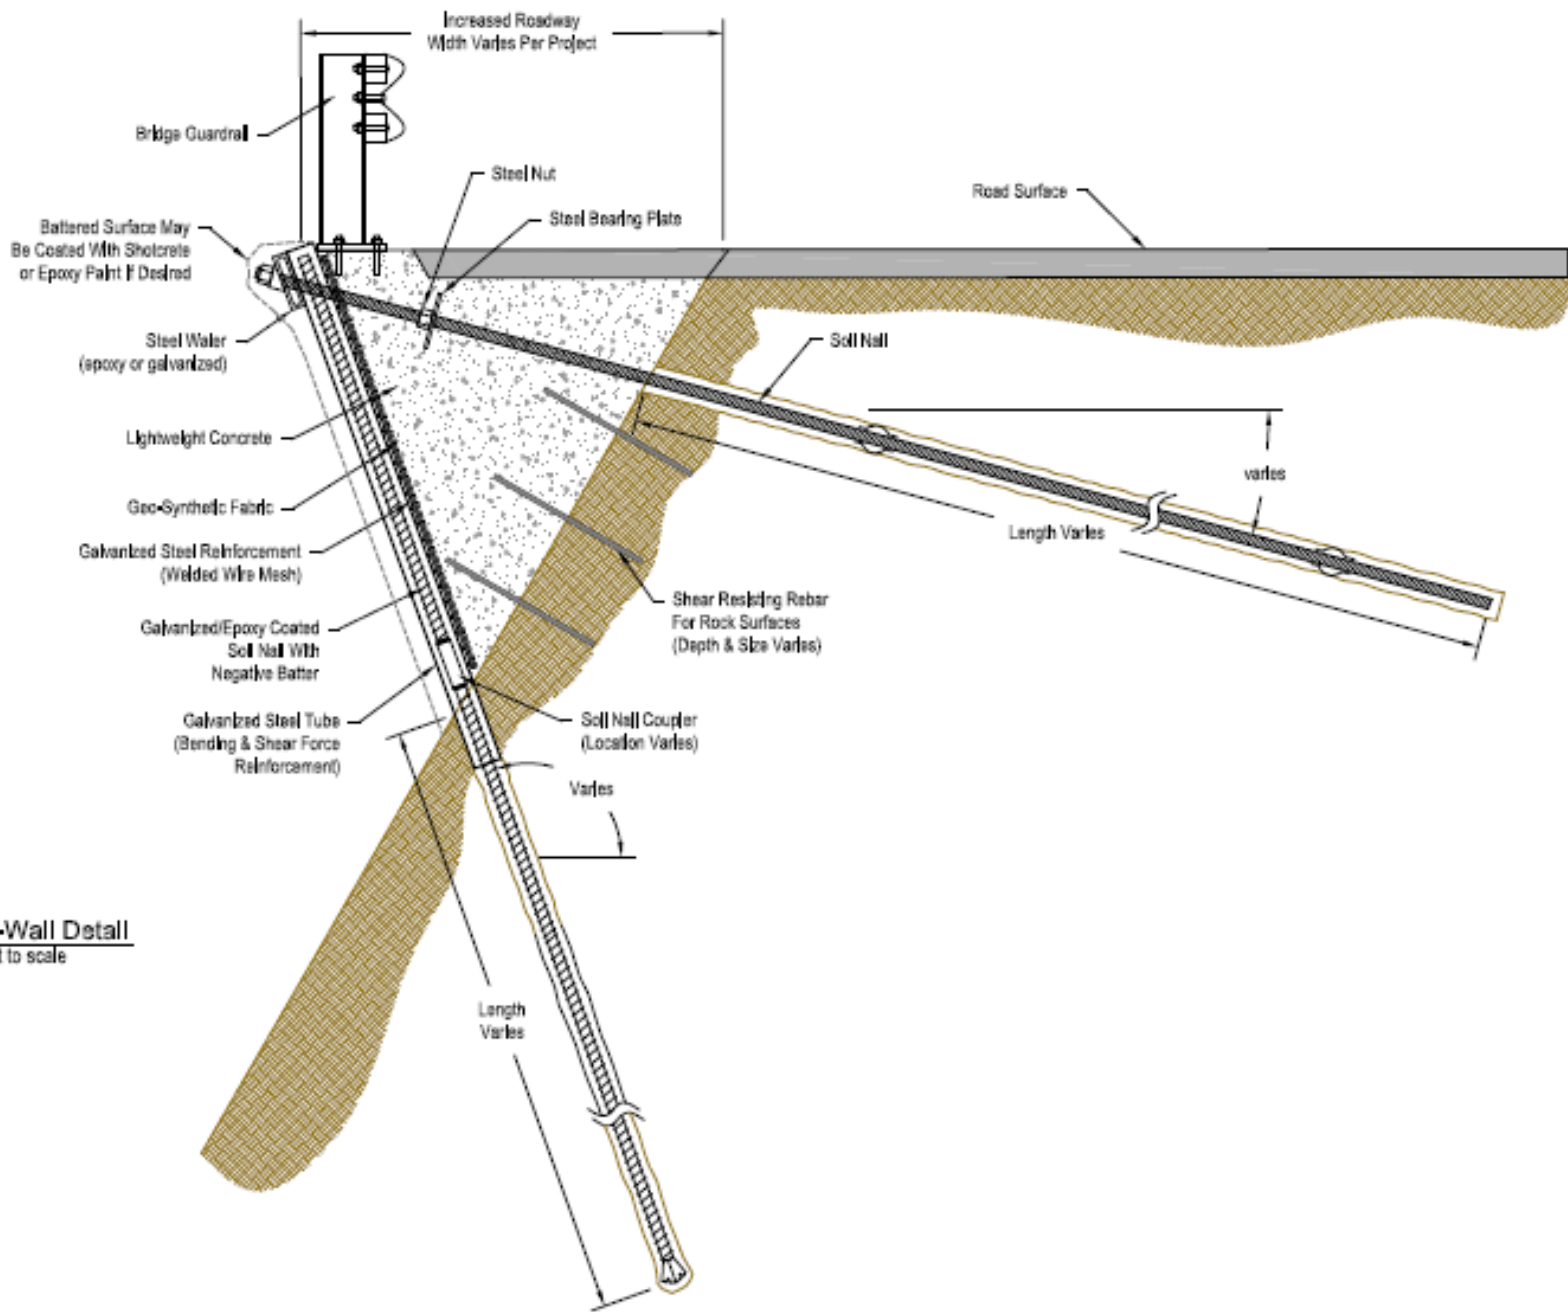 Increased Roadway
Width Varies Per Project
Bridge Guardrail
Steel Nut
Steel Bearing Plate
Road Surface
Battered Surface May
Be Coated With Shotcrete
or Epoxy Paint If Desired
Steel Waler
(epoxy or galvanized)
Soil Nail
Lightweight Concrete
varies
Length Varies
Geo-Synthetic Fabric
Galvanized Steel Reinforcement
(Welded Wire Mesh)
Shear Resisting Rebar
For Rock Surfaces
(Depth & Size Varies)
Galvanized/Epoxy Coated
Soil Nail With
Negative Batter
Galvanized Steel Tube
(Bending & Shear Force
Reinforcement)
Soil Nail Coupler
(Location Varies)
Varies
-Wall Detail
t to scale
Length
Varies